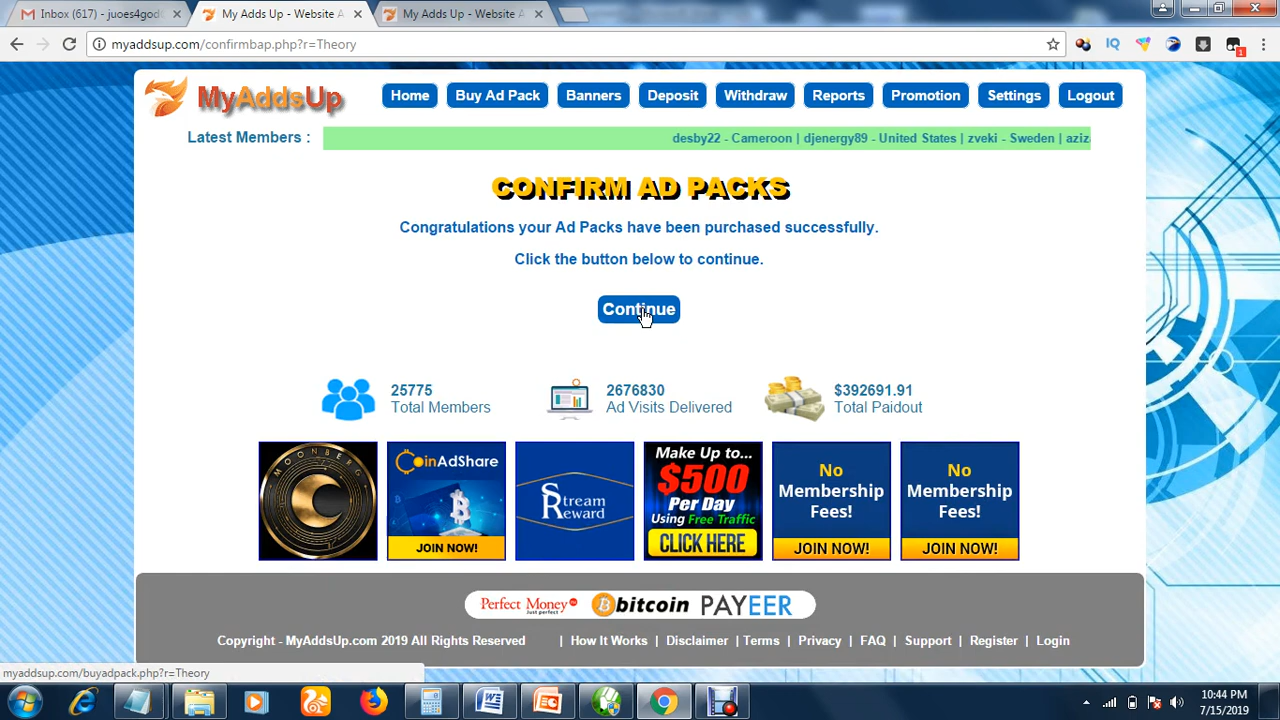 Inbox (617) - juoes4god
My Adds Up - Website A
My Adds Up - Website A
myaddsup.com/confirmbap.php?r=Theory
IQ
1
MyAddsUp
Home Buy Ad Pack Banners Deposit Withdraw Reports Promotion Settings Logout
Latest Members : desby22 - Cameroon | djenergy89 - United States | zveki - Sweden | aziz
CONFIRM AD PACKS
Congratulations your Ad Packs have been purchased successfully.
Click the button below to continue.
Continue
25775
Total Members
2676830
Ad Visits Delivered
$392691.91
Total Paidout
MOONBERG
CoinAdShare
JOIN NOW!
Stream
Reward
Make Up to...
$500
Per Day
Using Free Traffic
CLICK HERE
No
Membership
Fees!
JOIN NOW!
No
Membership
Fees!
JOIN NOW!
Perfect Money
Just perfect
bitcoin
PAYEER
Copyright - MyAddsUp.com 2019 All Rights Reserved | How It Works | Disclaimer | Terms | Privacy | FAQ | Support | Register | Login
myaddsup.com/buyadpack.php?r=Theory
10:44 PM
7/15/2019